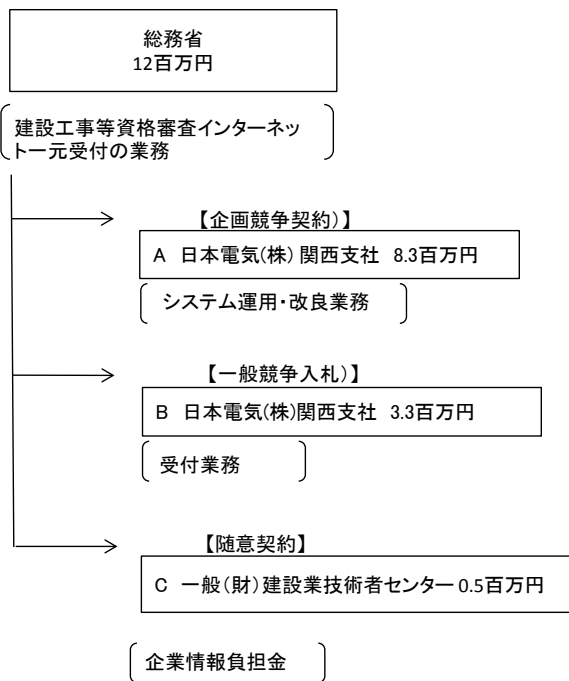 総務省
12百万円
建設工事等資格審査インターネッ
ト一元受付の業務
【企画競争契約)】
A 日本電気(株) 関西支社 8.3百万円
システム運用・改良業務
【一般競争入札)】
B 日本電気(株)関西支社 3.3百万円
受付業務
【随意契約】
C 一般(財)建設業技術者センター 0.5百万円
企業情報負担金